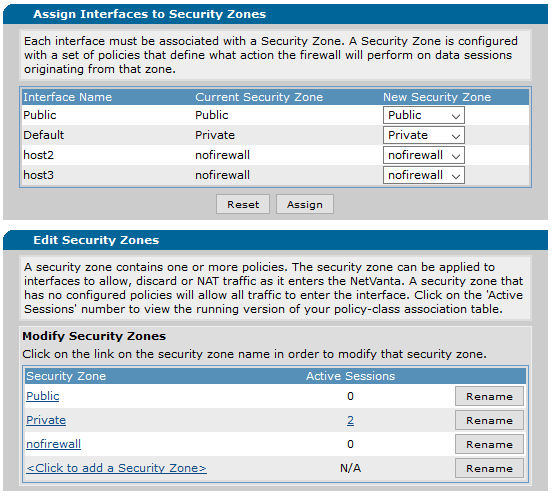 Assign Interfaces to Security Zones
Each interface must be associated with a Security Zone. A Security Zone is configured
with a set of policies that define what action the firewall will perform on data sessions
originating from that zone.
Interface Name Current Security Zone New Security Zone
Public Public Public
Default Private Private
host2 nofirewall nofirewall
host3 nofirewall nofirewall
Reset Assign
Edit Security Zones
A security zone contains one or more policies. The security zone can be applied to
interfaces to allow, discard or NAT traffic as it enters the NetVanta. A security zone that
has no configured policies will allow all traffic to enter the interface. Click on the 'Active
Sessions' number to view the running version of your policy-class association table.
Modify Security Zones
Click on the link on the security zone name in order to modify that security zone.
Security Zone Active Sessions
Public 0 Rename
Private 2 Rename
nofirewall 0 Rename
<Click to add a Security Zone> N/A Rename